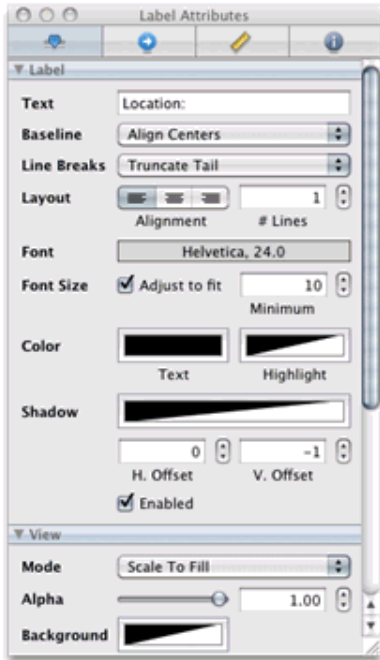 Label Attributes
Label
Text Location:
Baseline Align Centers
Line Breaks Truncate Tail
Layout 1
Alignment # Lines
Font Helvetica, 24.0
Font Size Adjust to fit 10
Minimum
Color
Text Highlight
Shadow
0 -1
H. Offset V. Offset
Enabled
View
Mode Scale To Fill
Alpha 1.00
Background